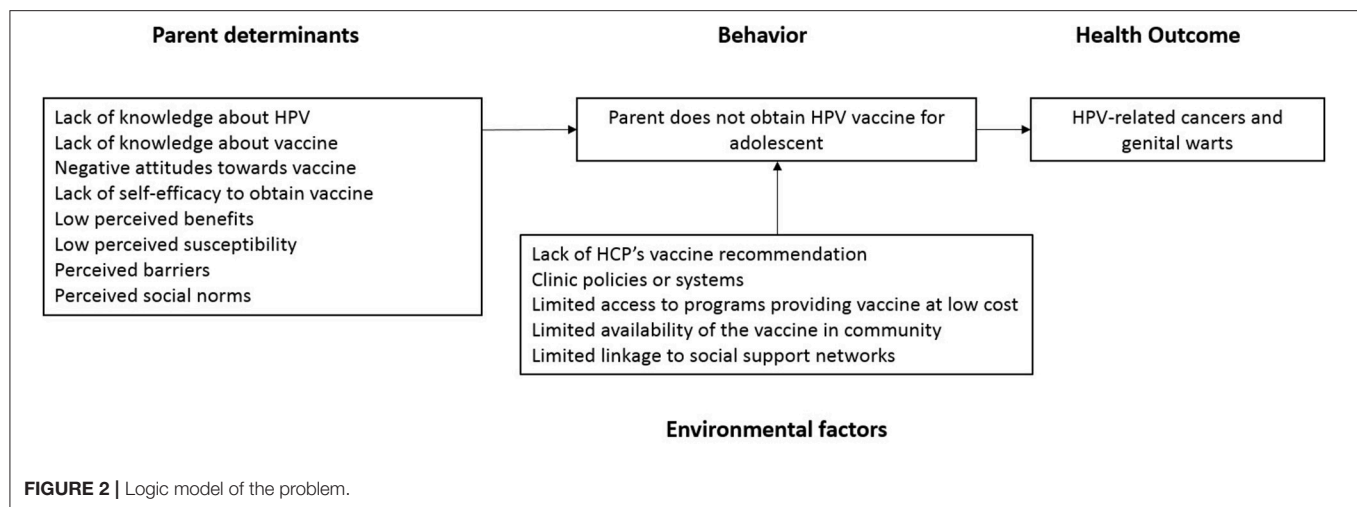 Parent determinants
Behavior
Health Outcome
Lack of knowledge about HPV
Lack of knowledge about vaccine
Negative attitudes towards vaccine
Lack of self-efficacy to obtain vaccine
Low perceived benefits
Low perceived susceptibility
Perceived barriers
Perceived social norms
Parent does not obtain HPV vaccine for
adolescent
HPV-related cancers and
genital warts
Lack of HCP’s vaccine recommendation
Clinic policies or systems
Limited access to programs providing vaccine at low cost
Limited availability of the vaccine in community
Limited linkage to social support networks
Environmental factors
FIGURE 2 | Logic model of the problem.